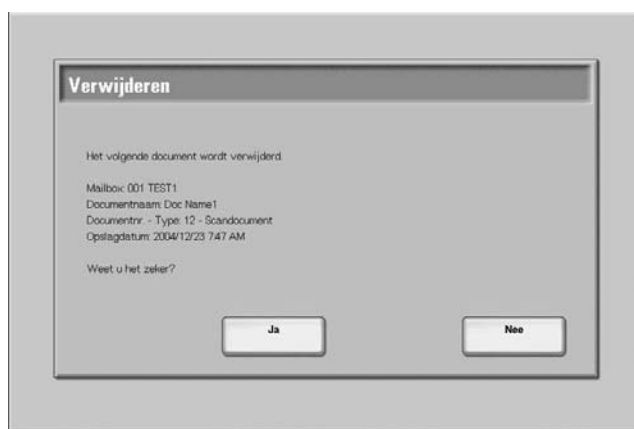 Verwijderen
Het volgende document wordt verwijderd.
Mailbox: 001 TEST1
Documentnaam: Doc Name1
Documentnr. - Type: 12 - Scandocument
Opslagdatum: 2004/12/23 7:47 AM
Weet u het zeker?
Ja
Nee